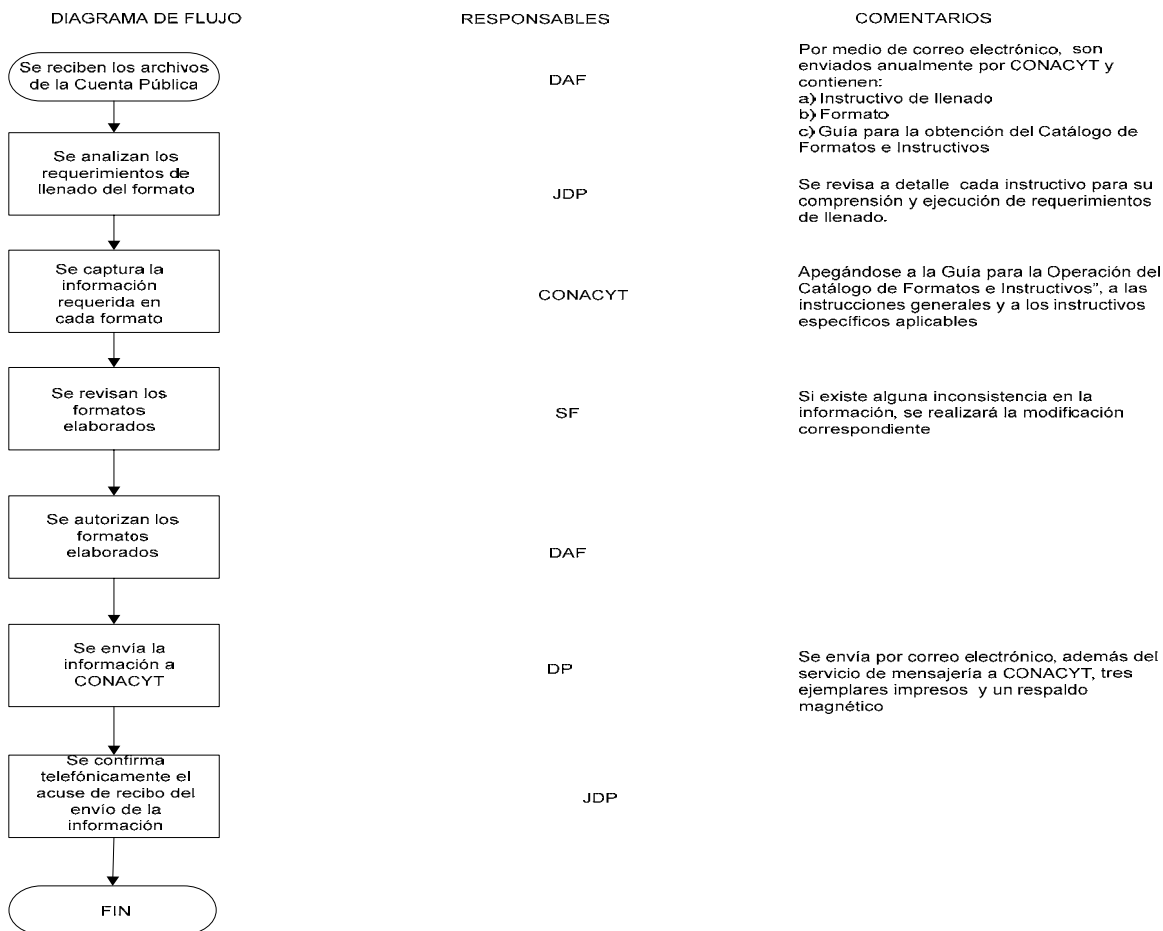 DIAGRAMA DE FLUJO
RESPONSABLES
COMENTARIOS
Se reciben los archivos
de la Cuenta Pública
DAF
Por medio de correo electrónico, son
enviados anualmente por CONACYT y
contienen:
a) Instructivo de llenado
b) Formato
c) Guía para la obtención del Catálogo de
Formatos e Instructivos
Se analizan los
requerimientos de
llenado del formato
JDP
Se revisa a detalle cada instructivo para su
comprensión y ejecución de requerimientos
de llenado.
Se captura la
información
requerida en
cada formato
CONACYT
Apegándose a la Guía para la Operación del
Catálogo de Formatos e Instructivos”, a las
instrucciones generales y a los instructivos
específicos aplicables
Se revisan los
formatos
elaborados
SF
Si existe alguna inconsistencia en la
información, se realizará la modificación
correspondiente
Se autorizan los
formatos
elaborados
DAF
Se envía la
información a
CONACYT
DP
Se envía por correo electrónico, además del
servicio de mensajería a CONACYT, tres
ejemplares impresos y un respaldo
magnético
Se confirma
telefónicamente el
acuse de recibo del
envío de la
información
JDP
FIN